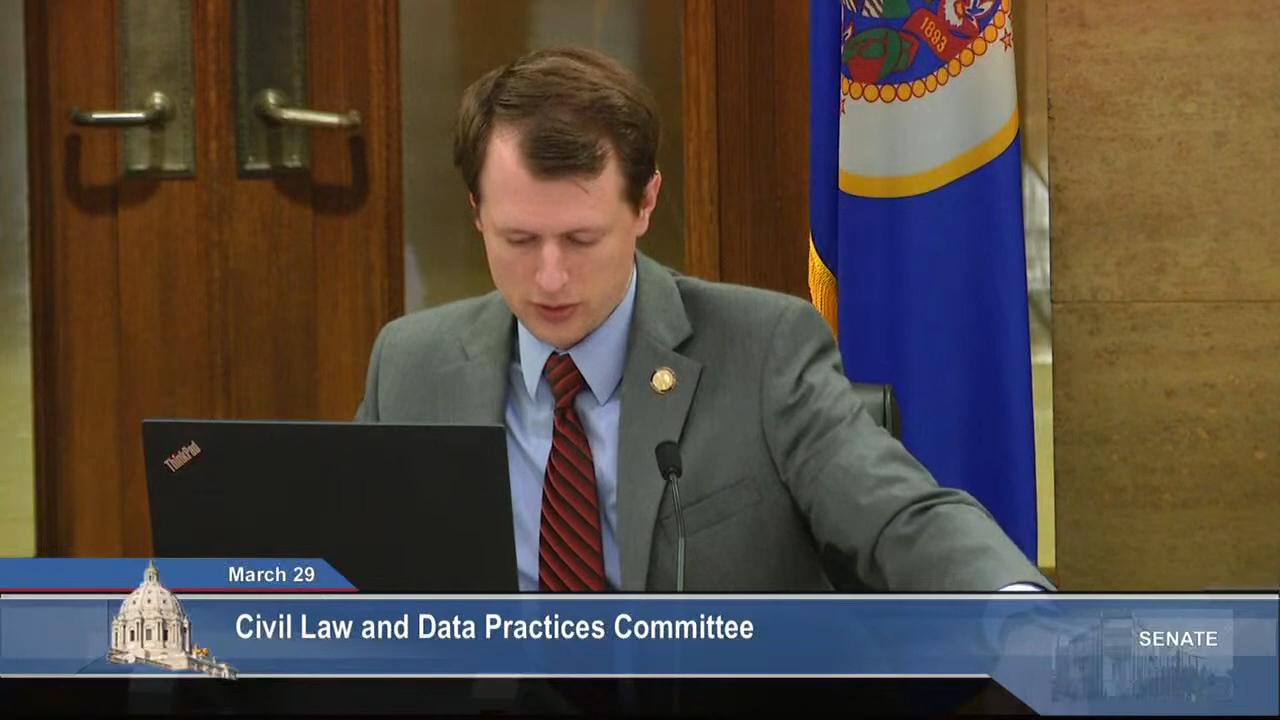 1893
ThinkPad
March 29
Civil Law and Data Practices Committee
SENATE